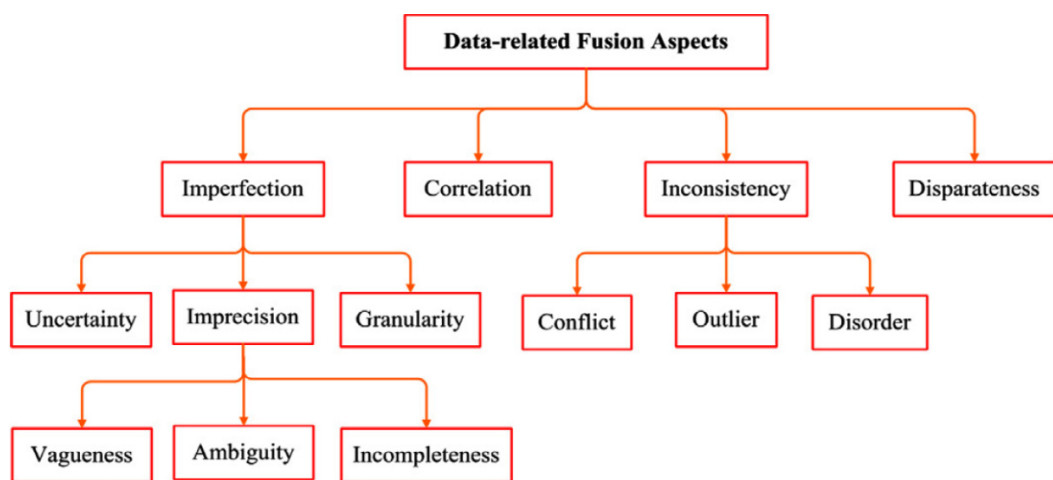 Data-related Fusion Aspects
Imperfection
Correlation
Inconsistency
Disparateness
Uncertainty
Imprecision
Granularity
Conflict
Outlier
Disorder
Vagueness
Ambiguity
Incompleteness